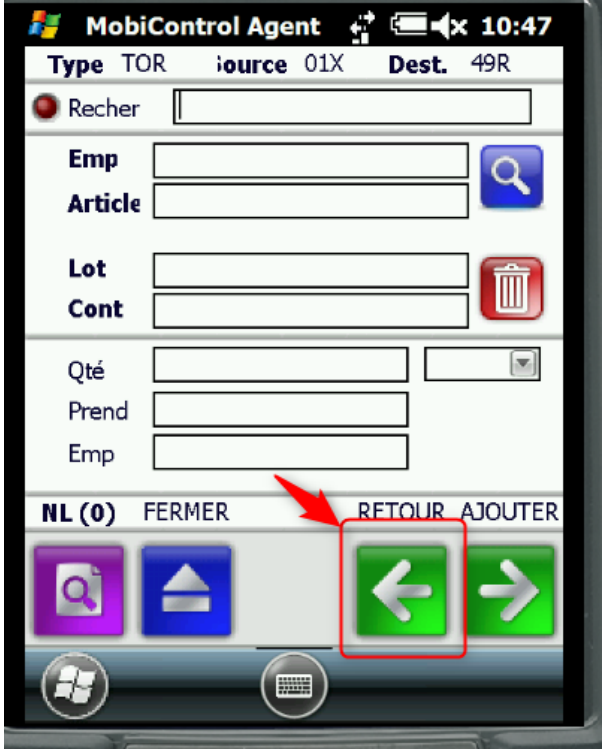 MobiControl Agent 10:47
Type TOR ource 01X Dest. 49R
Recher
Emp
Article
Lot
Cont
Qté
Prend
Emp
NL (0) FERMER RETOUR AJOUTER